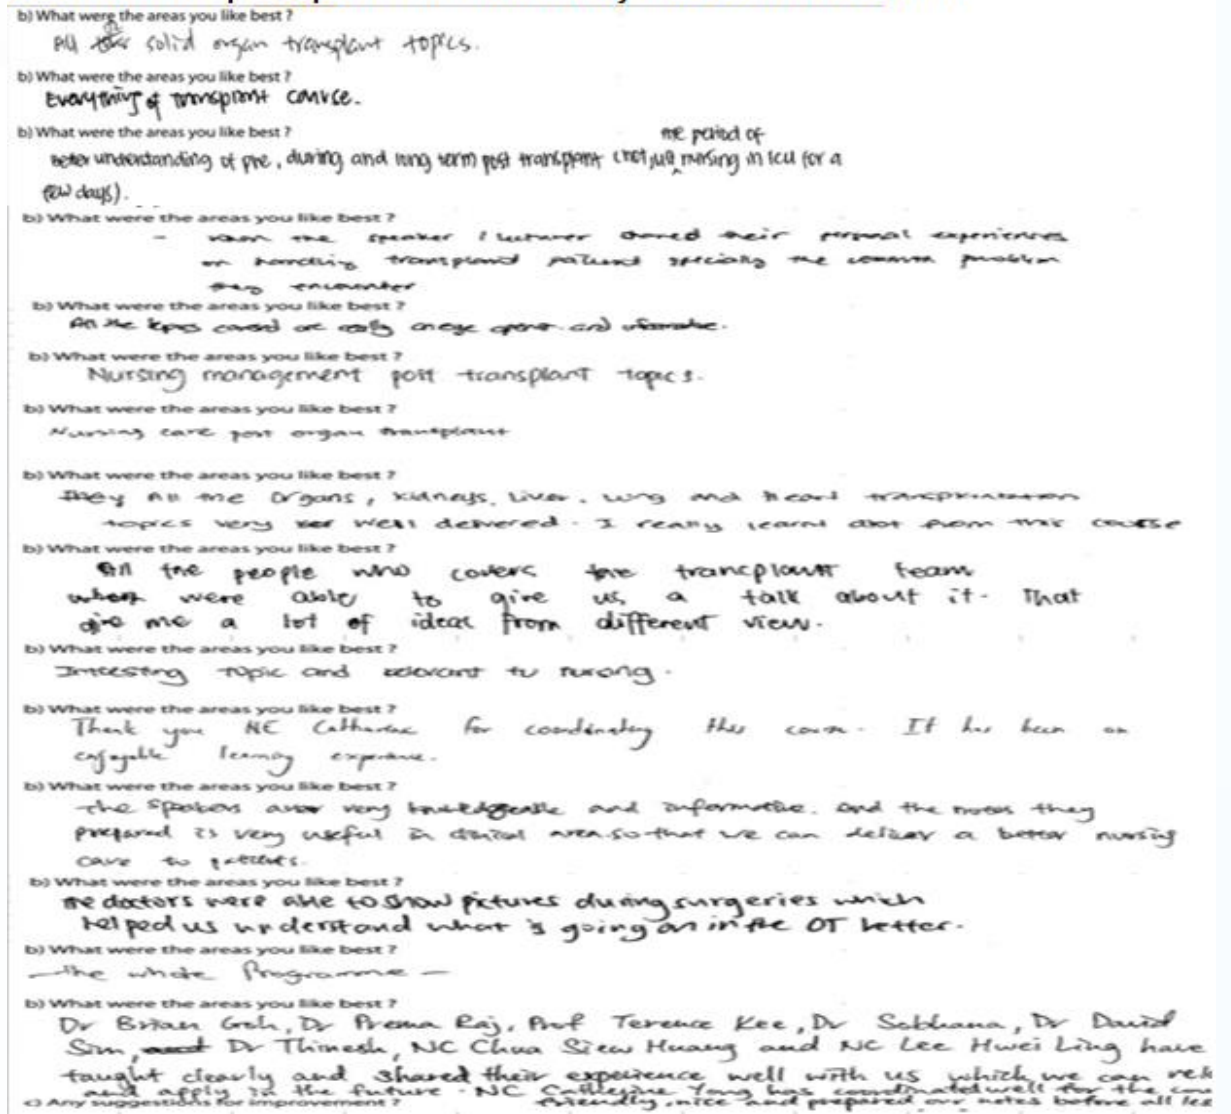 b) What were the areas you like best ?
All solid organ transplant topics.
b) What were the areas you like best ?
Everything of transplant course.
b) What were the areas you like best ?
the period of
Better understanding of pre, during and long term post transplant (not just nursing in ICU for a
few days).
b) What were the areas you like best ?
- when the speaker / lecturer shared their personal experiences
on handling transplant patient specially the common problem
they encounter
b) What were the areas you like best ?
All the topics covered are and informative.
b) What were the areas you like best ?
Nursing management post transplant topics.
b) What were the areas you like best ?
Nursing care post organ transplant
b) What were the areas you like best ?
All the organs, kidneys, liver, lung and heart transplantation
topics very well delivered. I really learnt alot from this course
b) What were the areas you like best ?
All the people who covers the transplant team
were able to give us a talk about it. That
give me a lot of ideas from different view.
b) What were the areas you like best ?
Interesting topic and relevant to nursing.
b) What were the areas you like best ?
Thank you NC Catherine for coordinating this course. It has been an
enjoyable learning experience.
b) What were the areas you like best ?
The speakers are very knowledgeable and informative. And the notes they
prepared is very useful in clinical area so that we can deliver a better nursing
care to patients.
b) What were the areas you like best ?
The doctors were able to show pictures during surgeries which
helped us understand what is going on in the OT better.
b) What were the areas you like best ?
- The whole Programme -
b) What were the areas you like best ?
Dr Brian Goh, Dr Prema Raj, Prof Terence Kee, Dr Sobhana, Dr David
Sim, Dr Thinesh, NC Chua Siew Huang and NC Lee Hwei Ling have
taught clearly and shared their experience well with us which we can
and apply in the future. NC Catherine has coordinated well for the
c) Any suggestions for improvement ? friendly, nice and prepared our notes before all